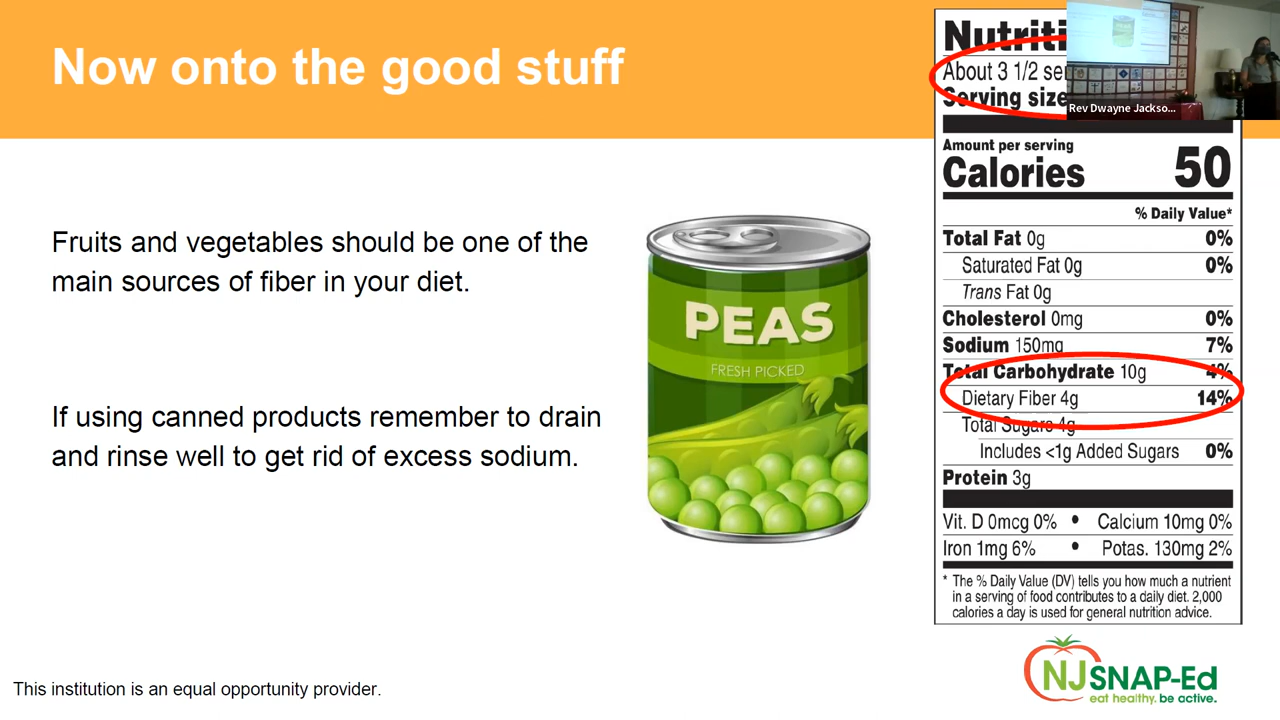 Now onto the good stuff
Fruits and vegetables should be one of the
main sources of fiber in your diet.
If using canned products remember to drain
and rinse well to get rid of excess sodium.
PEAS
FRESH PICKED
About 3 1/2
Serving size
Rev Dwayne Jackso...
Amount per serving
Calories 50
% Daily Value*
Total Fat 0g 0%
Saturated Fat 0g 0%
Trans Fat 0g
Cholesterol 0mg 0%
Sodium 150mg 7%
Total Carbohydrate 10g 4%
Dietary Fiber 4g 14%
Total Sugars 4g
Includes <1g Added Sugars 0%
Protein 3g
Vit. D 0mcg 0% • Calcium 10mg 0%
Iron 1mg 6% • Potas. 130mg 2%
* The % Daily Value (DV) tells you how much a nutrient
in a serving of food contributes to a daily diet. 2,000
calories a day is used for general nutrition advice.
NJSNAP-Ed
eat healthy. be active.
This institution is an equal opportunity provider.